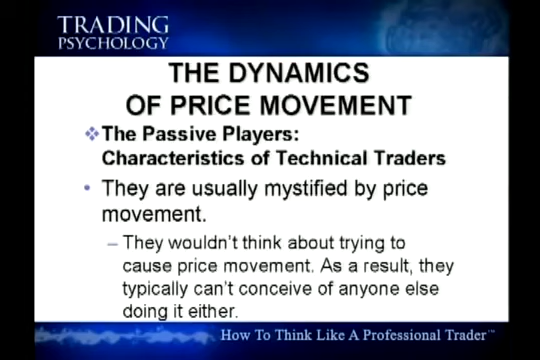 TRADING
PSYCHOLOGY
THE DYNAMICS
OF PRICE MOVEMENT
❖The Passive Players:
Characteristics of Technical Traders
• They are usually mystified by price
movement.
– They wouldn't think about trying to
cause price movement. As a result, they
typically can't conceive of anyone else
doing it either.
How To Think Like A Professional Trader™